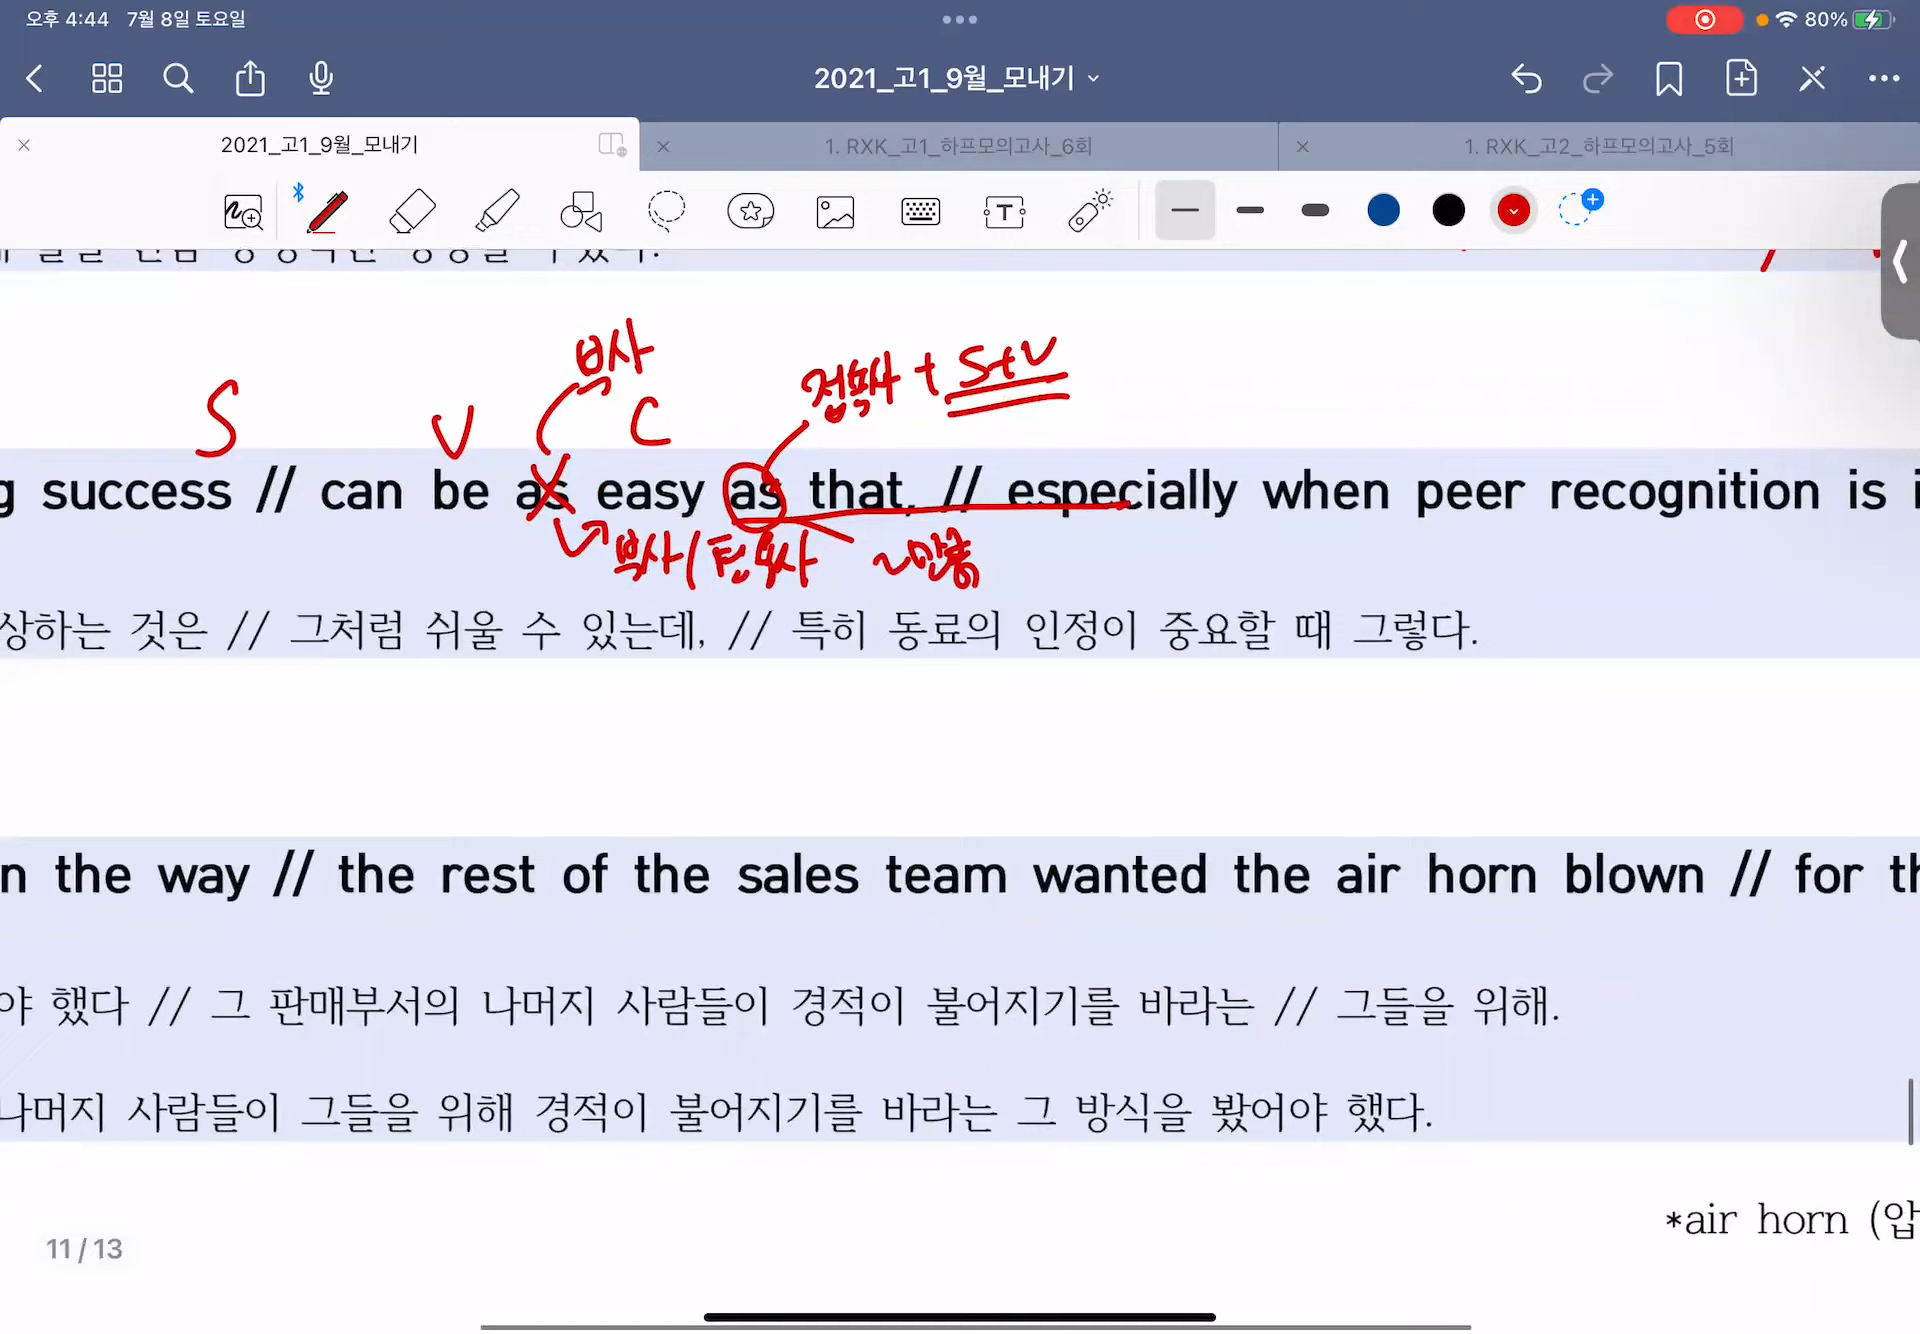 오후 4:44 7월 8일 토요일
80%
2021_고1_9월_모내기
2021_고1_9월_모내기
1. RXK_고1_하프모의고사_6회
1. RXK_고2_하프모의고사_5회
부사
접속사 + S+V
S V C
g success // can be as easy as that, // especially when peer recognition is i
부사/형용사 ~만큼
상하는 것은 // 그처럼 쉬울 수 있는데, // 특히 동료의 인정이 중요할 때 그렇다.
n the way // the rest of the sales team wanted the air horn blown // for th
야 했다 // 그 판매부서의 나머지 사람들이 경적이 불어지기를 바라는 // 그들을 위해.
나머지 사람들이 그들을 위해 경적이 불어지기를 바라는 그 방식을 봤어야 했다.
*air horn (압
11 / 13